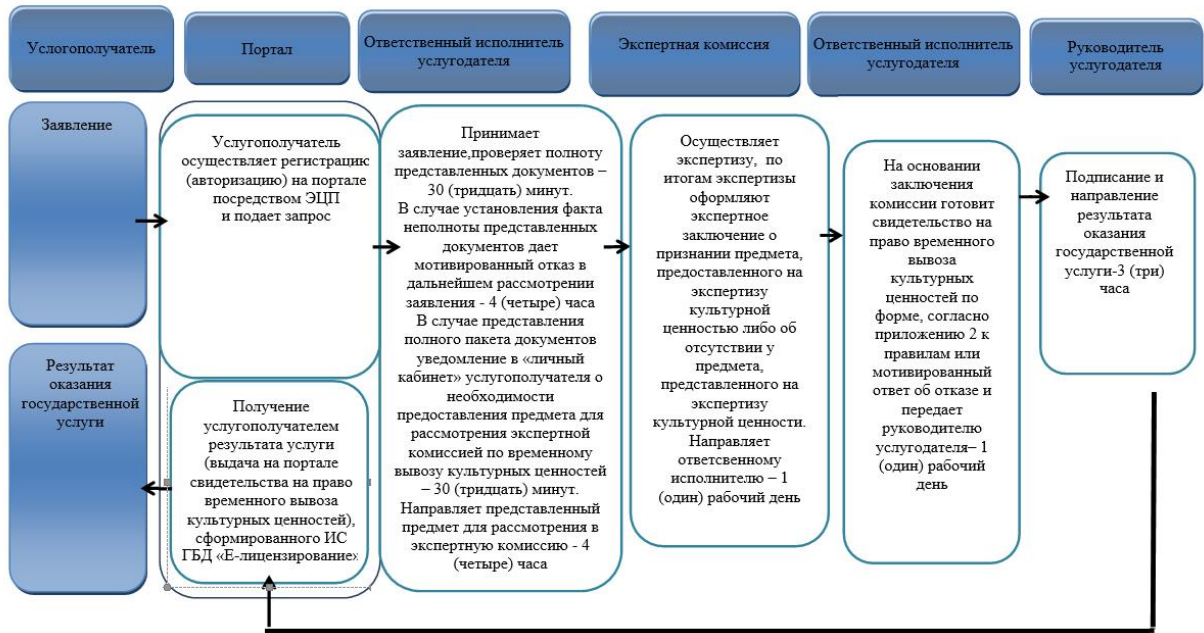 Услогополучатель
Портал
Ответственный исполнитель
услугодателя
Экспертная комиссия
Ответственный исполнитель
услугодателя
Руководитель
услугодателя
Заявление
Услугополучатель
осуществляет регистрацию
(авторизацию) на портале
посредством ЭЦП
и подает запрос
Принимает
заявление,проверяет полноту
представленных документов –
30 (тридцать) минут.
В случае установления факта
неполноты представленных
документов дает
мотивированный отказ в
дальнейшем рассмотрении
заявления - 4 (четыре) часа
В случае представления
полного пакета документов
уведомление в «личный
кабинет» услугополучателя о
необходимости
предоставления предмета для
рассмотрения экспертной
комиссией по временному
вывозу культурных ценностей
– 30 (тридцать) минут.
Направляет представленный
предмет для рассмотрения в
экспертную комиссию - 4
(четыре) часа
Осуществляет
экспертизу, по
итогам экспертизы
оформляют
экспертное
заключение о
признании предмета,
предоставленного на
экспертизу
культурной
ценностью либо об
отсутствии у
предмета,
представленного на
экспертизу
культурной ценности.
Направляет
ответсвенному
исполнителю – 1
(один) рабочий день
На основании
заключения
комиссии готовит
свидетельство на
право временного
вывоза
культурных
ценностей по
форме, согласно
приложению 2 к
правилам или
мотивированный
ответ об отказе и
передает
руководителю
услугодателя– 1
(один) рабочий
день
Подписание и
направление
результата
оказания
государственной
услуги-3 (три)
часа
Результат
оказания
государственной
услуги
Получение
услугополучателем
результата услуги
(выдача на портале
свидетельства на право
временного вывоза
культурных ценностей),
сформированного ИС
ГБД «Е-лицензирование»